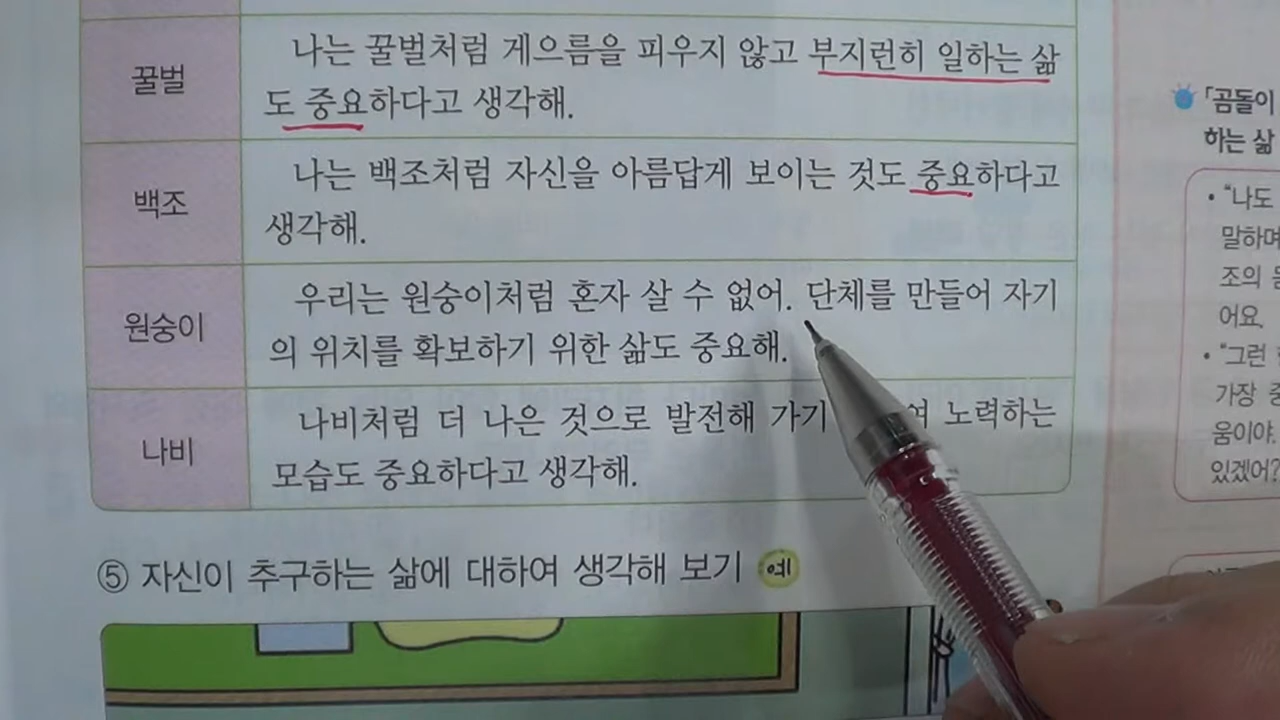 꿀벌
나는 꿀벌처럼 게으름을 피우지 않고 부지런히 일하는 삶
도 중요하다고 생각해.
백조
나는 백조처럼 자신을 아름답게 보이는 것도 중요하다고
생각해.
원숭이
우리는 원숭이처럼 혼자 살 수 없어. 단체를 만들어 자기
의 위치를 확보하기 위한 삶도 중요해.
나비
나비처럼 더 나은 것으로 발전해 가기 여 노력하는
모습도 중요하다고 생각해.
⑤ 자신이 추구하는 삶에 대하여 생각해 보기 예
「곰돌이
하는 삶
• "나도
말하며
조의
어요.
• "그런
가장
움이야.
있겠어?